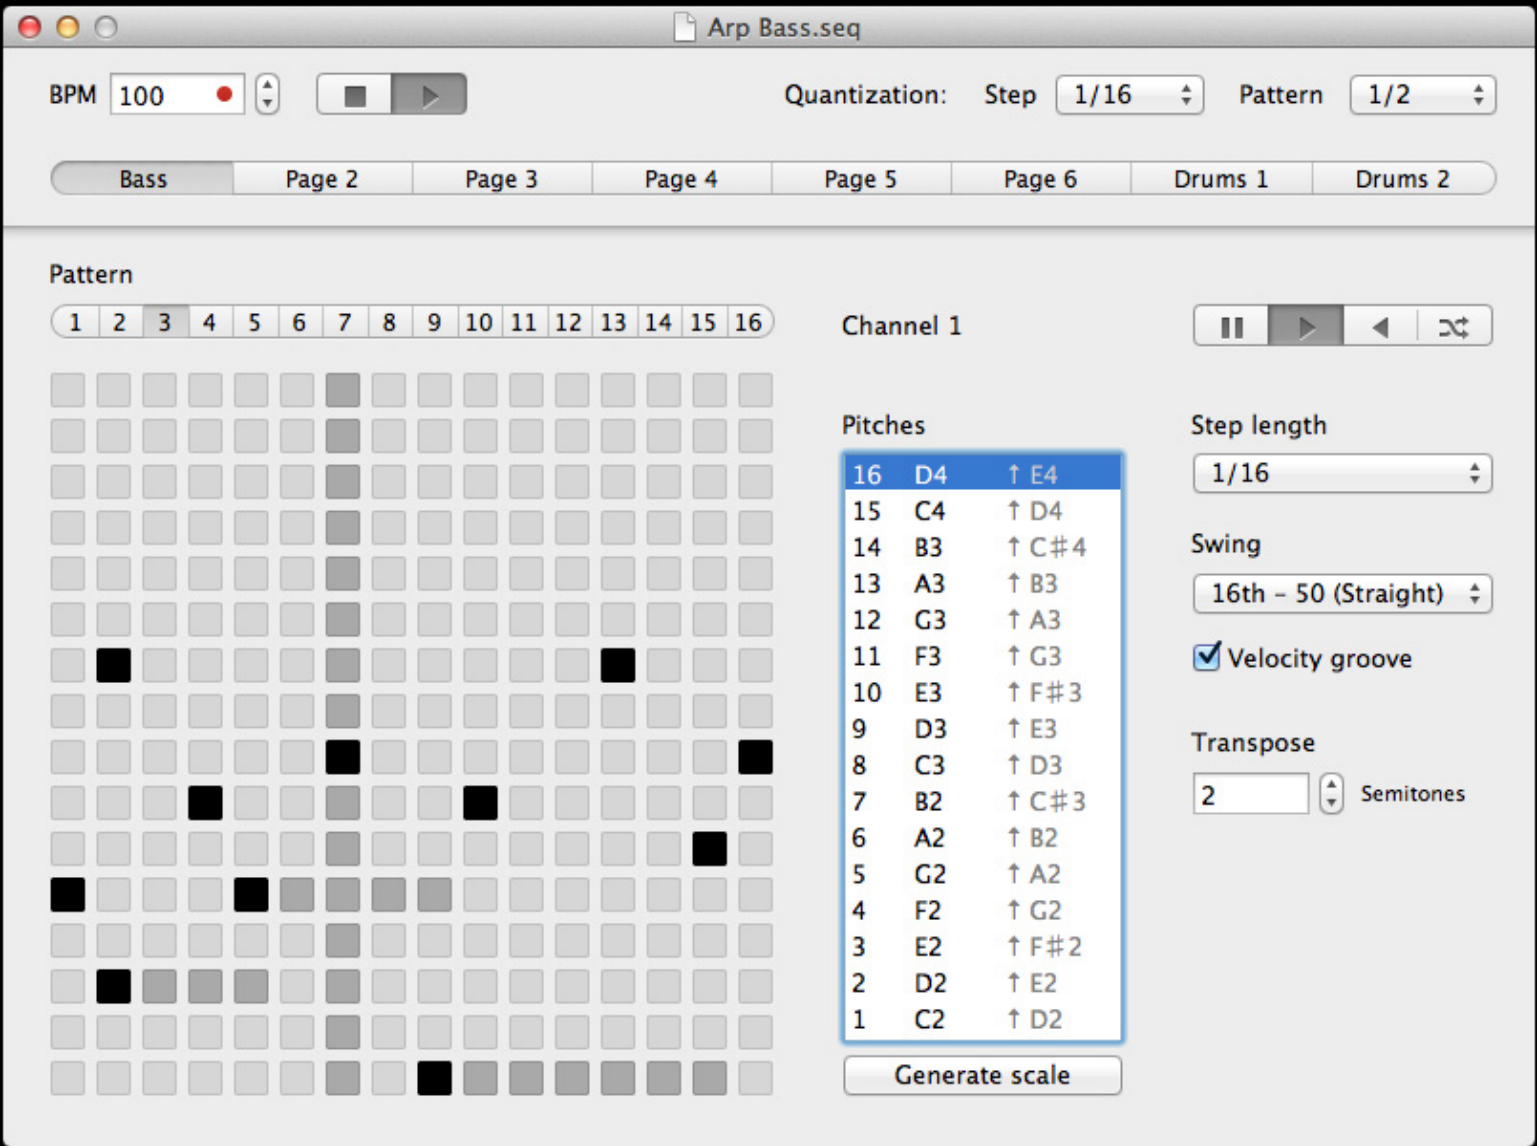 Arp Bass.seq
BPM 100 Quantization: Step 1/16 Pattern 1/2
Bass Page 2 Page 3 Page 4 Page 5 Page 6 Drums 1 Drums 2
Pattern
1 2 3 4 5 6 7 8 9 10 11 12 13 14 15 16
Channel 1
Pitches
16 D4 ↑ E4
15 C4 ↑ D4
14 B3 ↑ C♯4
13 A3 ↑ B3
12 G3 ↑ A3
11 F3 ↑ G3
10 E3 ↑ F♯3
9 D3 ↑ E3
8 C3 ↑ D3
7 B2 ↑ C♯3
6 A2 ↑ B2
5 G2 ↑ A2
4 F2 ↑ G2
3 E2 ↑ F♯2
2 D2 ↑ E2
1 C2 ↑ D2
Generate scale
Step length
1/16
Swing
16th – 50 (Straight)
Velocity groove
Transpose
2 Semitones